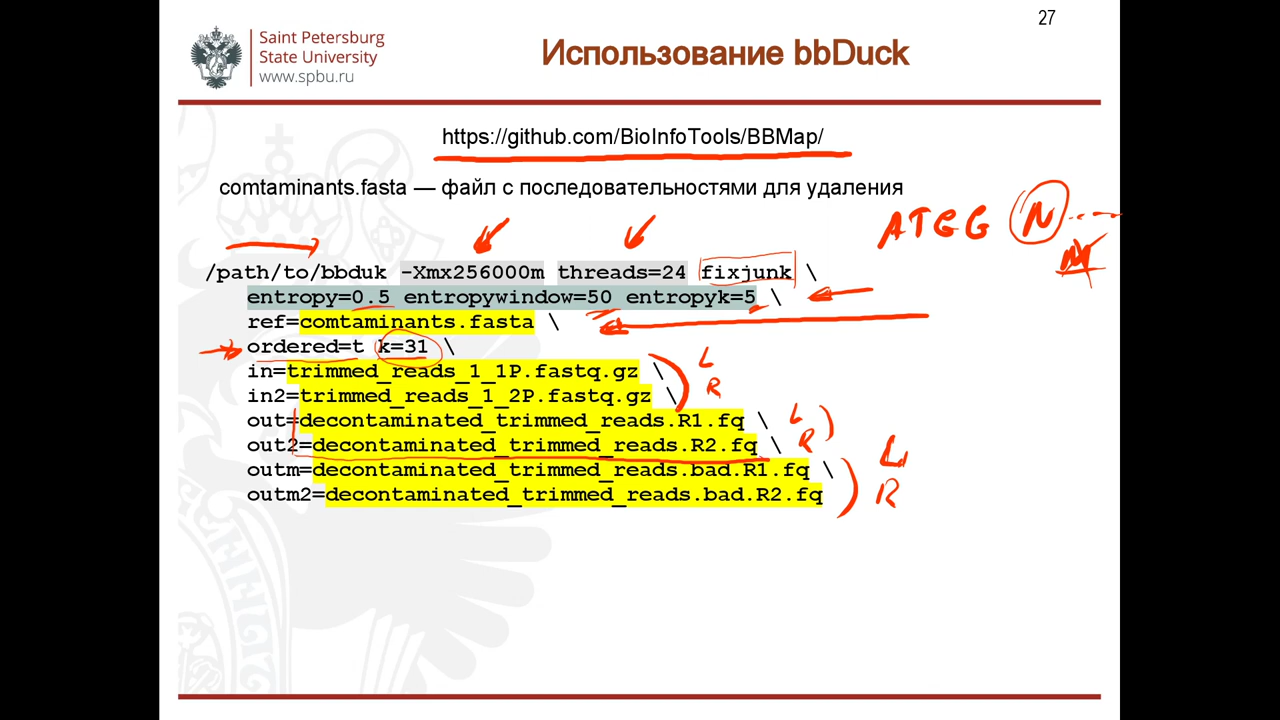 27
Saint Petersburg
State University
www.spbu.ru
Использование bbDuck
https://github.com/BioInfoTools/BBMap/
comtaminants.fasta — файл с последовательностями для удаления
ATGG N
/path/to/bbduk -Xmx256000m threads=24 fixjunk \
entropy=0.5 entropywindow=50 entropyk=5 \
ref=comtaminants.fasta \
ordered=t k=31 \
L
in=trimmed_reads_1_1P.fastq.gz \
R
in2=trimmed_reads_1_2P.fastq.gz \
out=decontaminated_trimmed_reads.R1.fq \
L
out2=decontaminated_trimmed_reads.R2.fq \
R
outm=decontaminated_trimmed_reads.bad.R1.fq \
L
outm2=decontaminated_trimmed_reads.bad.R2.fq
R